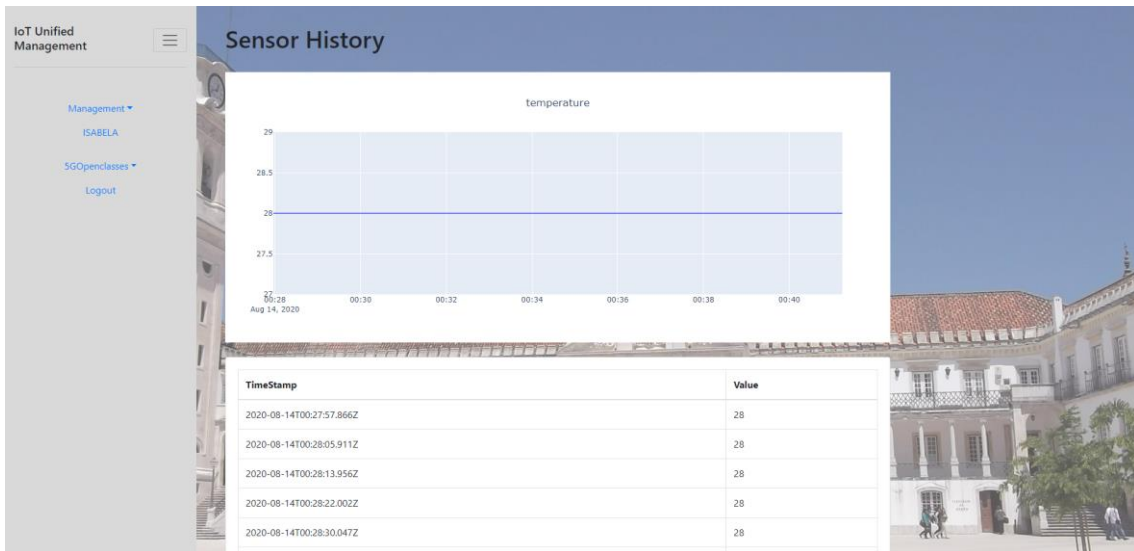 IoT Unified
Management
Management
ISABELA
5GOpenclasses
Logout
Sensor History
temperature
29
28.5
28
27.5
27
00:28 00:30 00:32 00:34 00:36 00:38 00:40
Aug 14, 2020
TimeStamp Value
2020-08-14T00:27:57.866Z 28
2020-08-14T00:28:05.911Z 28
2020-08-14T00:28:13.956Z 28
2020-08-14T00:28:22.002Z 28
2020-08-14T00:28:30.047Z 28